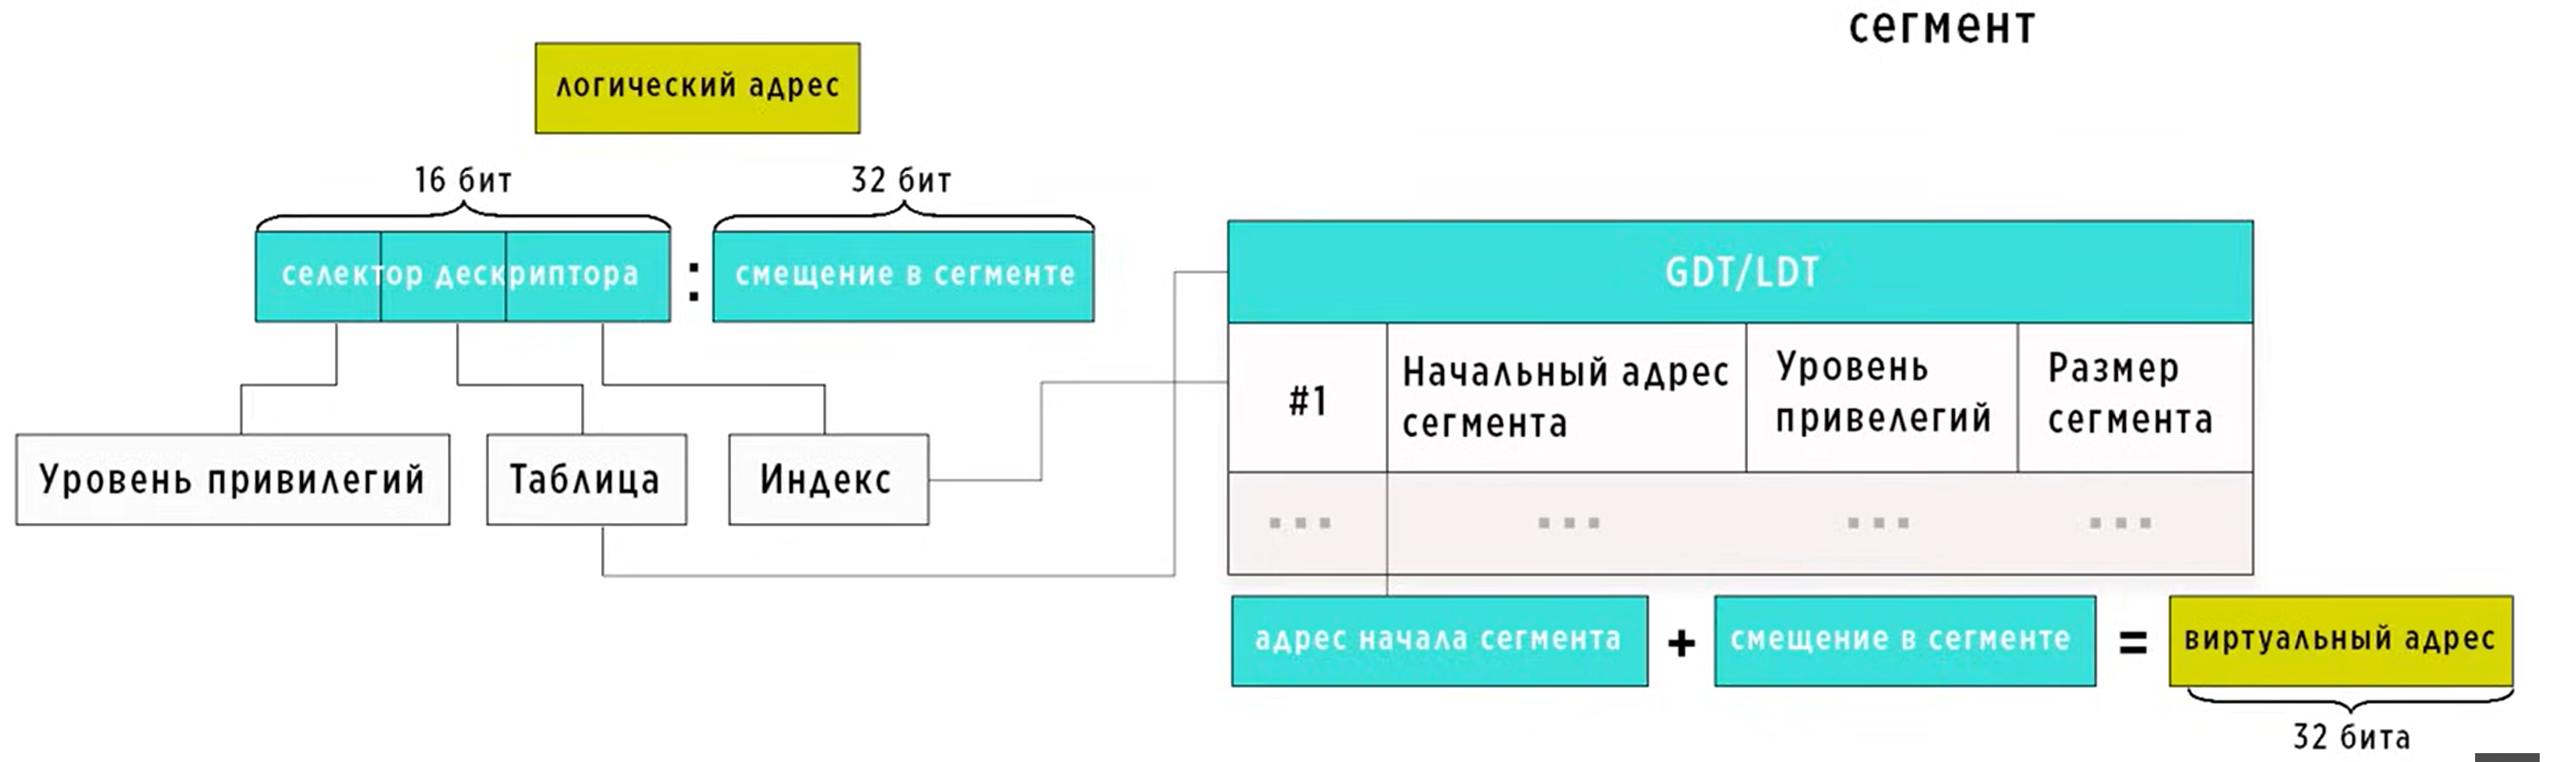 сегмент
логический адрес
16 бит
32 бит
селектор дескриптора : смещение в сегменте
Уровень привилегий
Таблица
Индекс
GDT/LDT
#1
Начальный адрес
сегмента
Уровень
привелегий
Размер
сегмента
... ... ... ...
адрес начала сегмента + смещение в сегменте = виртуальный адрес
32 бита